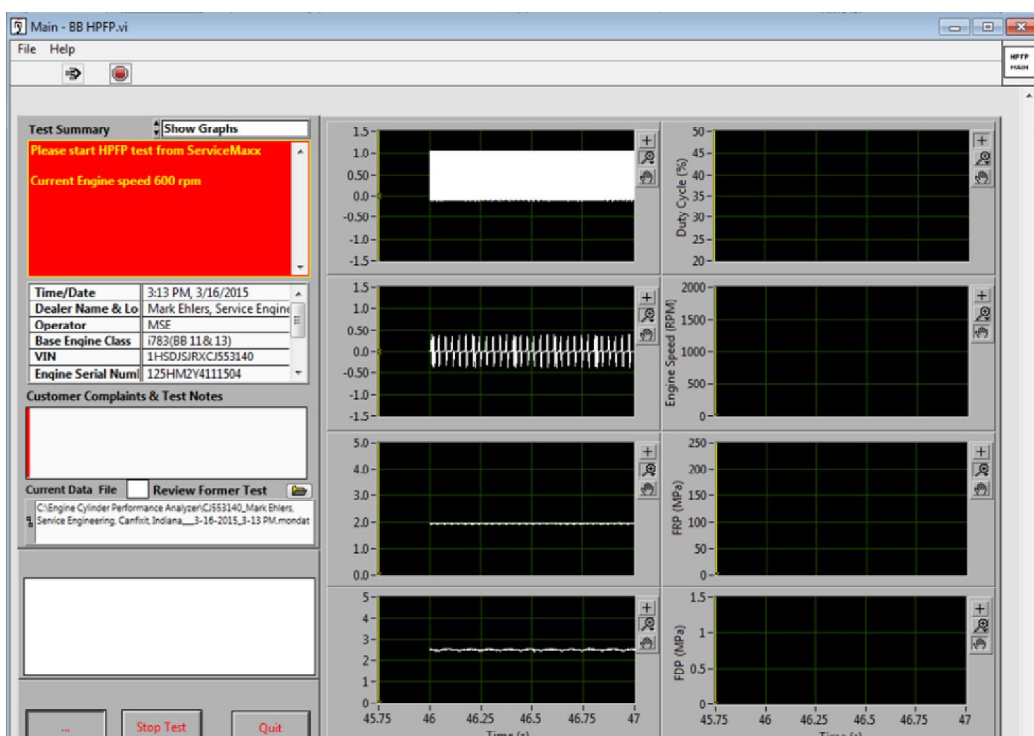 Main - BB HPFP.vi
File Help
HPFP
MAIN
Test Summary
Show Graphs
Please start HPFP test from ServiceMaxx
Current Engine speed 600 rpm
Time/Date 3:13 PM, 3/16/2015
Dealer Name & Lo Mark Ehlers, Service Engine
Operator MSE
Base Engine Class i783(BB 11& 13)
VIN 1HSDJSJRXCJ553140
Engine Serial Numl 125HM2Y4111504
Customer Complaints & Test Notes
Current Data File Review Former Test
C:\Engine Cylinder Performance Analyzer\CJ553140_Mark Ehlers,
Service Engineering, Canfixit, Indiana__3-16-2015_3-13 PM.mondat
... Stop Test Quit
1.5
1.0
0.50
0.0
-0.50
-1.0
-1.5
1.5
1.0
0.50
0.0
-0.50
-1.0
-1.5
5.0
4.0
3.0
2.0
1.0
0.0
5
4
3
2
1
0
45.75 46 46.25 46.5 46.75 47
Time (s)
Duty Cycle (%)
50
45
40
35
30
25
20
Engine Speed (RPM)
2000
1500
1000
500
0
FRP (MPa)
250
200
150
100
50
0
FDP (MPa)
1.5
1
0.5
0
45.75 46 46.25 46.5 46.75 47
Time (s)